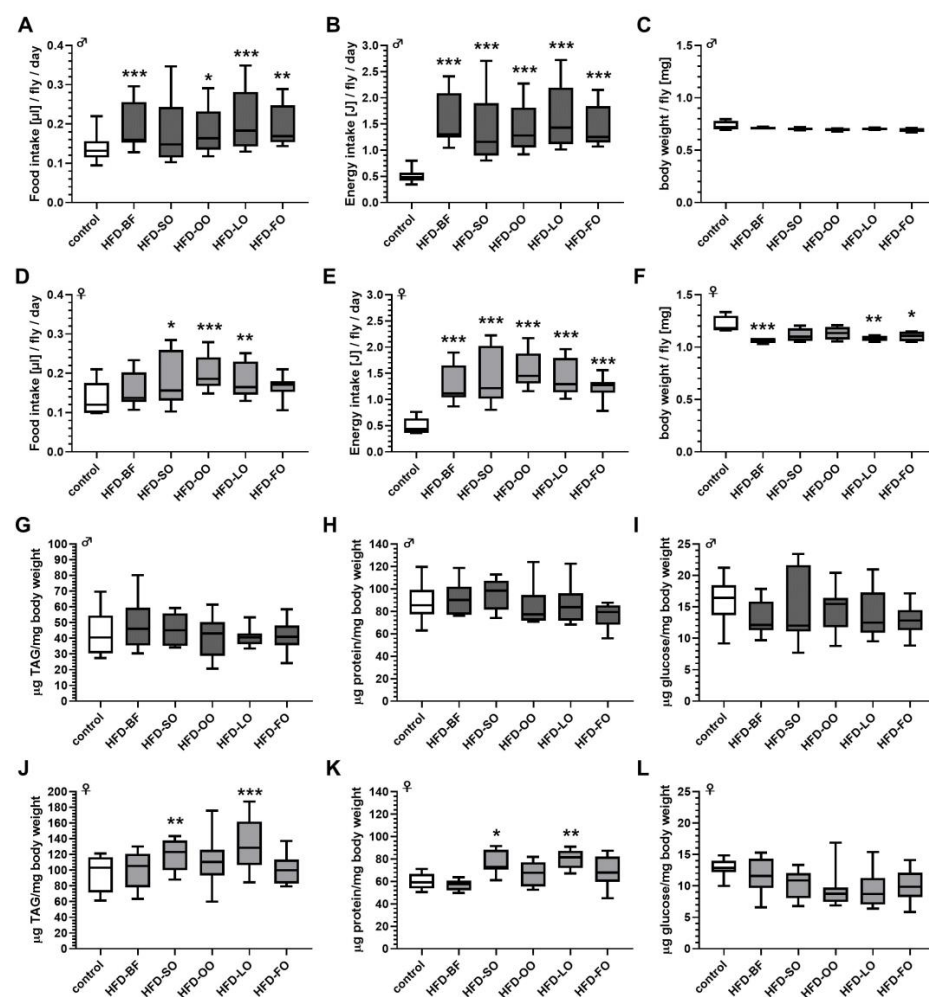 A
♂
Food intake [µl] / fly / day
0.4
0.3
0.2
0.1
0.0
***
*
***
**
control
HFD-BF
HFD-SO
HFD-OO
HFD-LO
HFD-FO
B
♂
Energy intake [J] / fly / day
3.0
2.5
2.0
1.5
1.0
0.5
0.0
***
***
***
***
***
control
HFD-BF
HFD-SO
HFD-OO
HFD-LO
HFD-FO
C
♂
body weight / fly [mg]
1.5
1.0
0.5
0.0
control
HFD-BF
HFD-SO
HFD-OO
HFD-LO
HFD-FO
D
♀
Food intake [µl] / fly / day
0.4
0.3
0.2
0.1
0.0
*
***
**
control
HFD-BF
HFD-SO
HFD-OO
HFD-LO
HFD-FO
E
♀
Energy intake [J] / fly / day
3.0
2.5
2.0
1.5
1.0
0.5
0.0
***
***
***
***
***
control
HFD-BF
HFD-SO
HFD-OO
HFD-LO
HFD-FO
F
♀
body weight / fly [mg]
1.5
1.0
0.5
0.0
***
**
*
control
HFD-BF
HFD-SO
HFD-OO
HFD-LO
HFD-FO
G
♂
µg TAG/mg body weight
100
90
80
70
60
50
40
30
20
10
0
control
HFD-BF
HFD-SO
HFD-OO
HFD-LO
HFD-FO
H
♂
µg protein/mg body weight
140
120
100
80
60
40
20
0
control
HFD-BF
HFD-SO
HFD-OO
HFD-LO
HFD-FO
I
♂
µg glucose/mg body weight
25
20
15
10
5
0
control
HFD-BF
HFD-SO
HFD-OO
HFD-LO
HFD-FO
J
♀
µg TAG/mg body weight
200
180
160
140
120
100
80
60
40
20
0
**
***
control
HFD-BF
HFD-SO
HFD-OO
HFD-LO
HFD-FO
K
♀
µg protein/mg body weight
140
120
100
80
60
40
20
0
*
**
control
HFD-BF
HFD-SO
HFD-OO
HFD-LO
HFD-FO
L
♀
µg glucose/mg body weight
25
20
15
10
5
0
control
HFD-BF
HFD-SO
HFD-OO
HFD-LO
HFD-FO